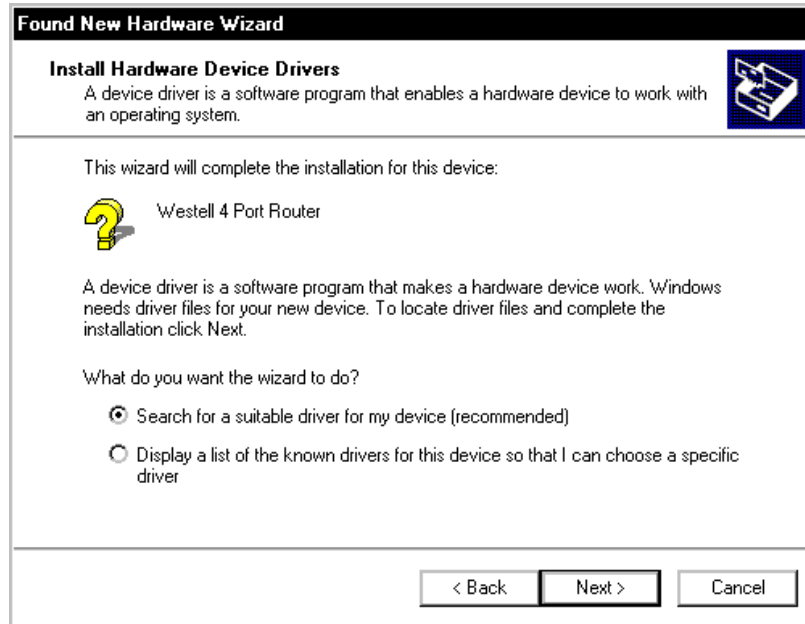 Found New Hardware Wizard
Install Hardware Device Drivers
A device driver is a software program that enables a hardware device to work with
an operating system.
This wizard will complete the installation for this device:
Westell 4 Port Router
A device driver is a software program that makes a hardware device work. Windows
needs driver files for your new device. To locate driver files and complete the
installation click Next.
What do you want the wizard to do?
Search for a suitable driver for my device (recommended)
Display a list of the known drivers for this device so that I can choose a specific
driver
< Back Next > Cancel